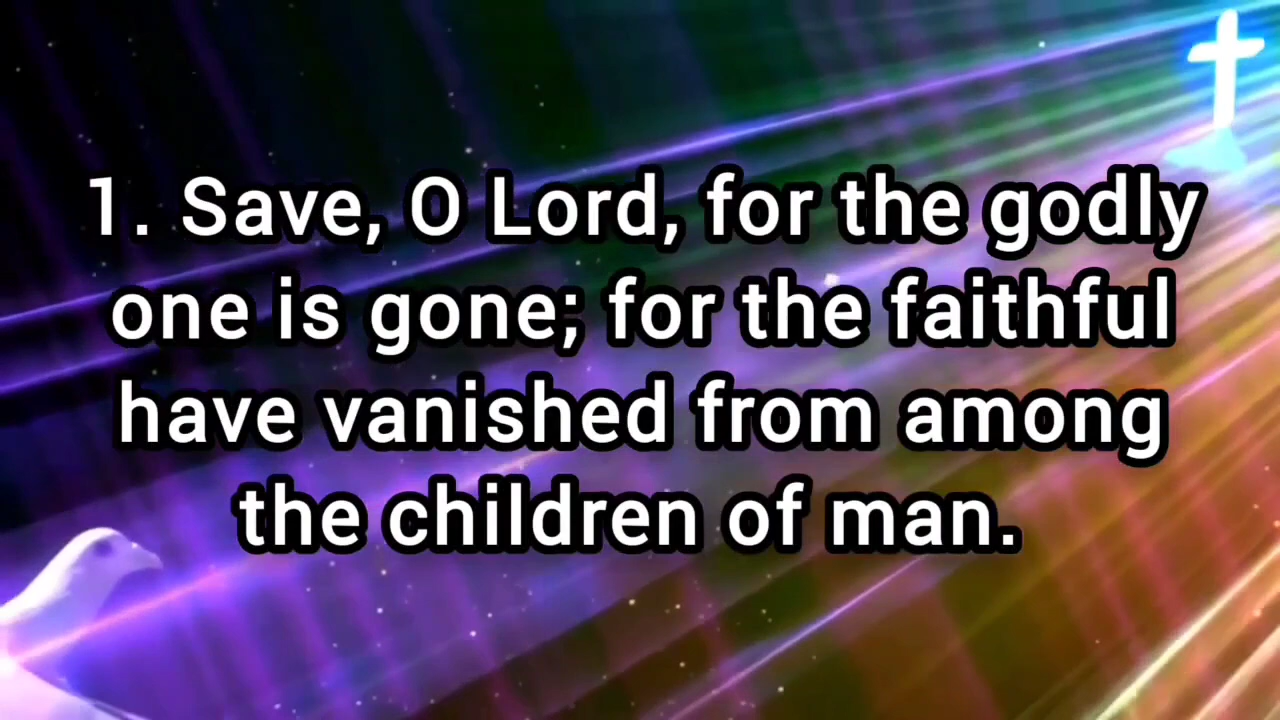 1. Save, O Lord, for the godly
one is gone; for the faithful
have vanished from among
the children of man.